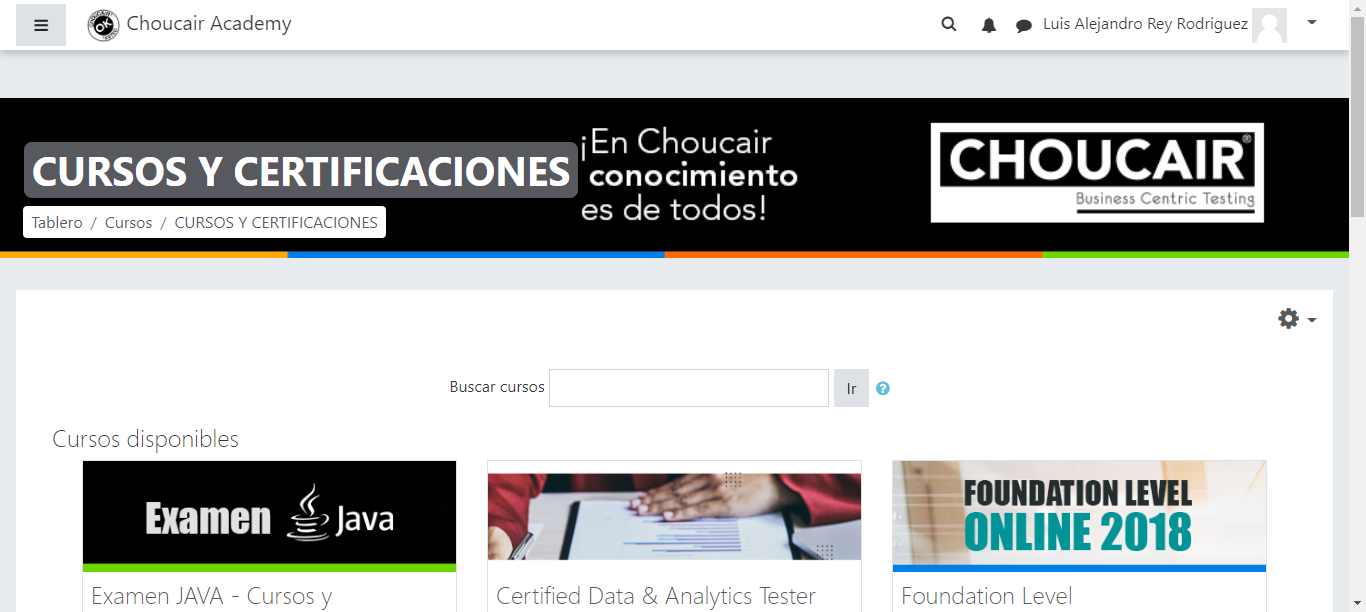 Choucair Academy
Luis Alejandro Rey Rodriguez
CURSOS Y CERTIFICACIONES
¡En Choucair
conocimiento
es de todos!
CHOUCAIR®
Business Centric Testing
Tablero / Cursos / CURSOS Y CERTIFICACIONES
Buscar cursos
Ir
Cursos disponibles
Examen Java
FOUNDATION LEVEL
ONLINE 2018
Examen JAVA - Cursos y
Certified Data & Analytics Tester
Foundation Level